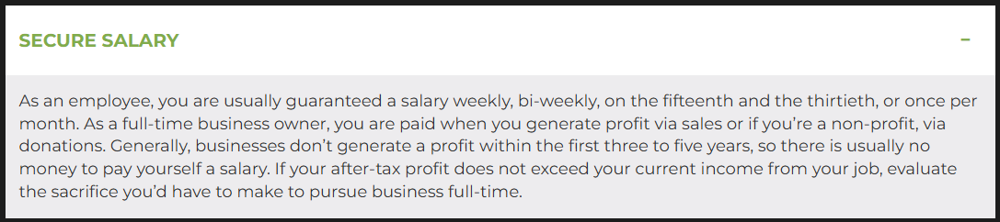 SECURE SALARY −
As an employee, you are usually guaranteed a salary weekly, bi-weekly, on the fifteenth and the thirtieth, or once per
month. As a full-time business owner, you are paid when you generate profit via sales or if you’re a non-profit, via
donations. Generally, businesses don’t generate a profit within the first three to five years, so there is usually no
money to pay yourself a salary. If your after-tax profit does not exceed your current income from your job, evaluate
the sacrifice you’d have to make to pursue business full-time.